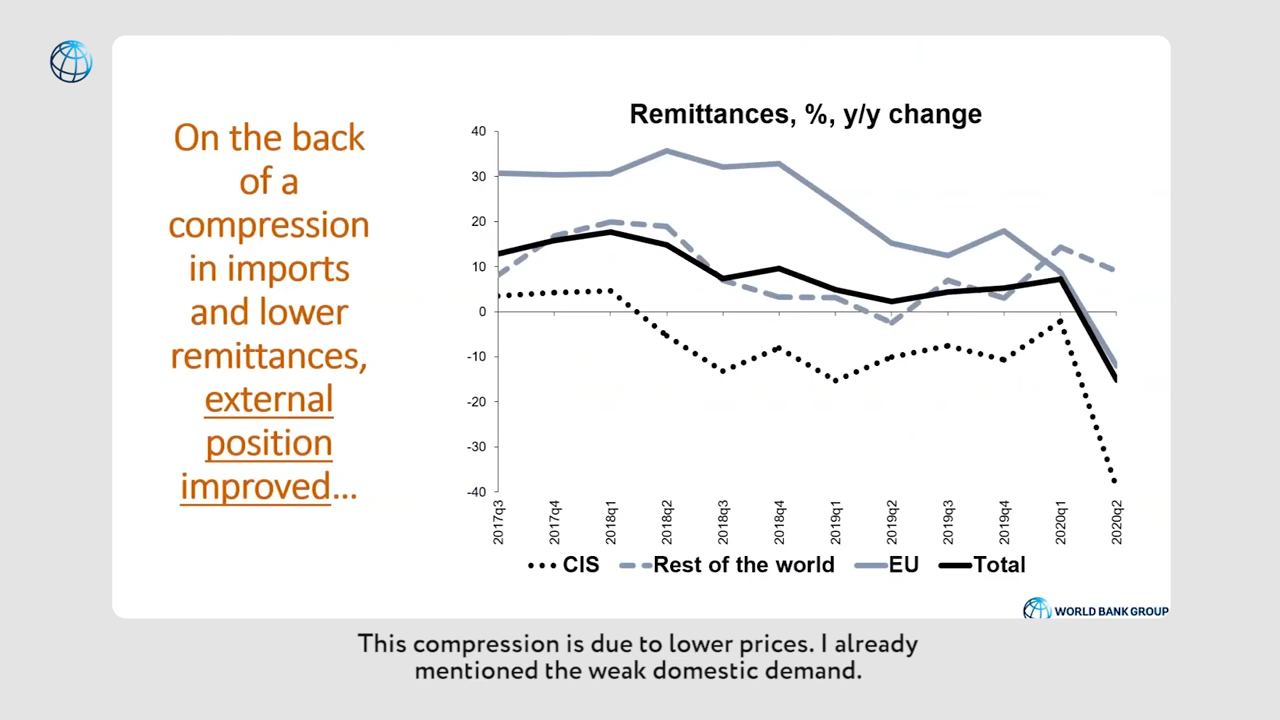 On the back
of a
compression
in imports
and lower
remittances,
external
position
improved...
Remittances, %, y/y change
40
30
20
10
0
-10
-20
-30
-40
2017q3
2017q4
2018q1
2018q2
2018q3
2018q4
2019q1
2019q2
2019q3
2019q4
2020q1
2020q2
CIS Rest of the world EU Total
WORLD BANK GROUP
This compression is due to lower prices. I already
mentioned the weak domestic demand.